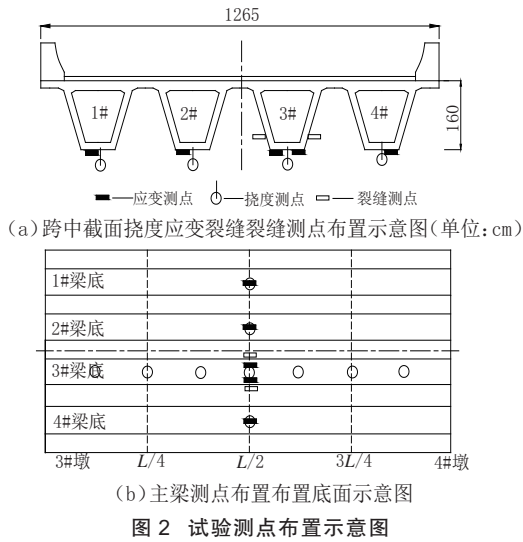 1265
1# 2# 3# 4#
160
应变测点 挠度测点 裂缝测点
(a)跨中截面挠度应变裂缝裂缝测点布置示意图(单位:cm)
1#梁底
2#梁底
3#梁底
4#梁底
3#墩 L/4 L/2 3L/4 4#墩
(b)主梁测点布置布置底面示意图
图 2 试验测点布置示意图